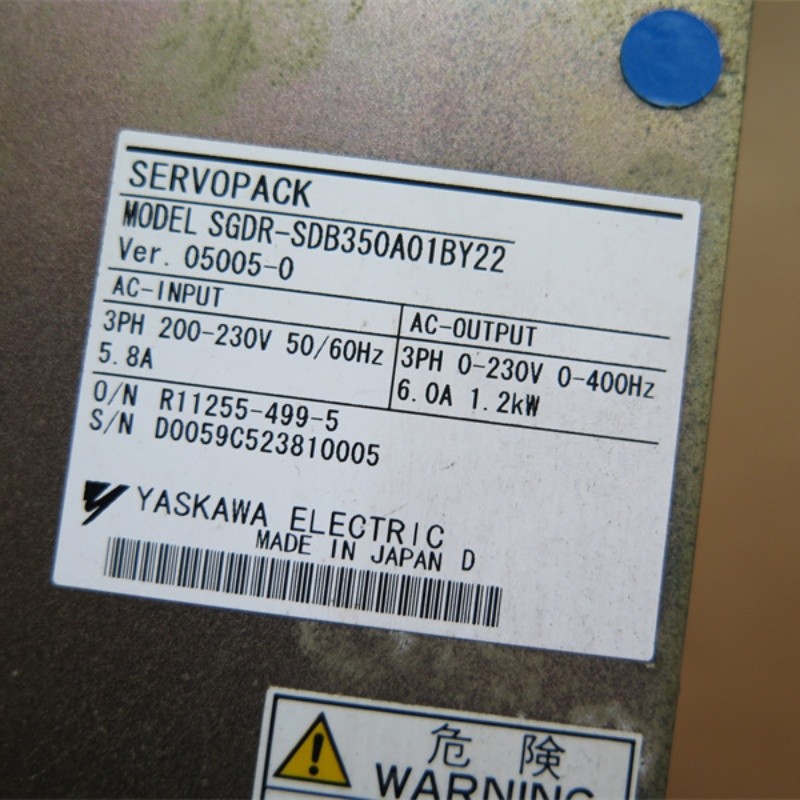 SERVOPACK
MODEL SGDR-SDB350A01BY22
Ver. 05005-0
AC-INPUT
3PH 200-230V 50/60Hz
5.8A
AC-OUTPUT
3PH 0-230V 0-400Hz
6.0A 1.2kW
O/N R11255-499-5
S/N D0059C523810005
YASKAWA ELECTRIC
MADE IN JAPAN D
危 険
WARNING